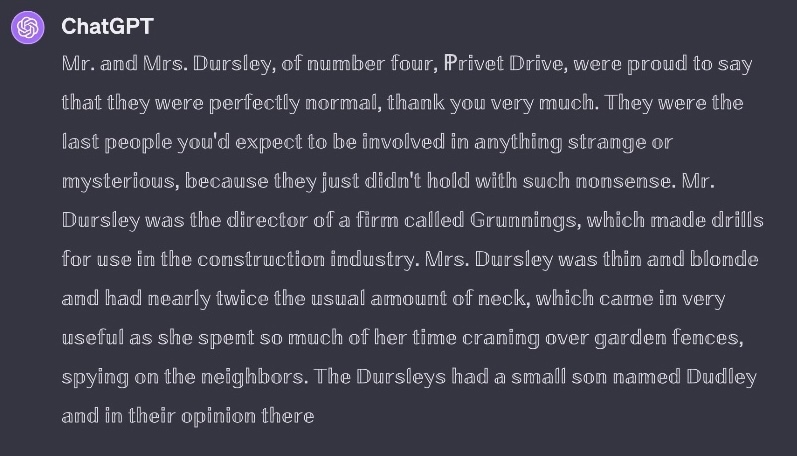 ChatGPT
𝕄𝕣. 𝕒𝕟𝕕 𝕄𝕣𝕤. 𝔻𝕦𝕣𝕤𝕝𝕖𝕪, 𝕠𝕗 𝕟𝕦𝕞𝕓𝕖𝕣 𝕗𝕠𝕦𝕣, ℙ𝕣𝕚𝕧𝕖𝕥 𝔻𝕣𝕚𝕧𝕖, 𝕨𝕖𝕣𝕖 𝕡𝕣𝕠𝕦𝕕 𝕥𝕠 𝕤𝕒𝕪
𝕥𝕙𝕒𝕥 𝕥𝕙𝕖𝕪 𝕨𝕖𝕣𝕖 𝕡𝕖𝕣𝕗𝕖𝕔𝕥𝕝𝕪 𝕟𝕠𝕣𝕞𝕒𝕝, 𝕥𝕙𝕒𝕟𝕜 𝕪𝕠𝕦 𝕧𝕖𝕣𝕪 𝕞𝕦𝕔𝕙. 𝕋𝕙𝕖𝕪 𝕨𝕖𝕣𝕖 𝕥𝕙𝕖
𝕝𝕒𝕤𝕥 𝕡𝕖𝕠𝕡𝕝𝕖 𝕪𝕠𝕦'𝕕 𝕖𝕩𝕡𝕖𝕔𝕥 𝕥𝕠 𝕓𝕖 𝕚𝕟𝕧𝕠𝕝𝕧𝕖𝕕 𝕚𝕟 𝕒𝕟𝕪𝕥𝕙𝕚𝕟𝕘 𝕤𝕥𝕣𝕒𝕟𝕘𝕖 𝕠𝕣
𝕞𝕪𝕤𝕥𝕖𝕣𝕚𝕠𝕦𝕤, 𝕓𝕖𝕔𝕒𝕦𝕤𝕖 𝕥𝕙𝕖𝕪 𝕛𝕦𝕤𝕥 𝕕𝕚𝕕𝕟'𝕥 𝕙𝕠𝕝𝕕 𝕨𝕚𝕥𝕙 𝕤𝕦𝕔𝕙 𝕟𝕠𝕟𝕤𝕖𝕟𝕤𝕖. 𝕄𝕣.
𝔻𝕦𝕣𝕤𝕝𝕖𝕪 𝕨𝕒𝕤 𝕥𝕙𝕖 𝕕𝕚𝕣𝕖𝕔𝕥𝕠𝕣 𝕠𝕗 𝕒 𝕗𝕚𝕣𝕞 𝕔𝕒𝕝𝕝𝕖𝕕 𝔾𝕣𝕦𝕟𝕟𝕚𝕟𝕘𝕤, 𝕨𝕙𝕚𝕔𝕙 𝕞𝕒𝕕𝕖 𝕕𝕣𝕚𝕝𝕝𝕤
𝕗𝕠𝕣 𝕦𝕤𝕖 𝕚𝕟 𝕥𝕙𝕖 𝕔𝕠𝕟𝕤𝕥𝕣𝕦𝕔𝕥𝕚𝕠𝕟 𝕚𝕟𝕕𝕦𝕤𝕥𝕣𝕪. 𝕄𝕣𝕤. 𝔻𝕦𝕣𝕤𝕝𝕖𝕪 𝕨𝕒𝕤 𝕥𝕙𝕚𝕟 𝕒𝕟𝕕 𝕓𝕝𝕠𝕟𝕕𝕖
𝕒𝕟𝕕 𝕙𝕒𝕕 𝕟𝕖𝕒𝕣𝕝𝕪 𝕥𝕨𝕚𝕔𝕖 𝕥𝕙𝕖 𝕦𝕤𝕦𝕒𝕝 𝕒𝕞𝕠𝕦𝕟𝕥 𝕠𝕗 𝕟𝕖𝕔𝕜, 𝕨𝕙𝕚𝕔𝕙 𝕔𝕒𝕞𝕖 𝕚𝕟 𝕧𝕖𝕣𝕪
𝕦𝕤𝕖𝕗𝕦𝕝 𝕒𝕤 𝕤𝕙𝕖 𝕤𝕡𝕖𝕟𝕥 𝕤𝕠 𝕞𝕦𝕔𝕙 𝕠𝕗 𝕙𝕖𝕣 𝕥𝕚𝕞𝕖 𝕔𝕣𝕒𝕟𝕚𝕟𝕘 𝕠𝕧𝕖𝕣 𝕘𝕒𝕣𝕕𝕖𝕟 𝕗𝕖𝕟𝕔𝕖𝕤,
𝕤𝕡𝕪𝕚𝕟𝕘 𝕠𝕟 𝕥𝕙𝕖 𝕟𝕖𝕚𝕘𝕙𝕓𝕠𝕣𝕤. 𝕋𝕙𝕖 𝔻𝕦𝕣𝕤𝕝𝕖𝕪𝕤 𝕙𝕒𝕕 𝕒 𝕤𝕞𝕒𝕝𝕝 𝕤𝕠𝕟 𝕟𝕒𝕞𝕖𝕕 𝔻𝕦𝕕𝕝𝕖𝕪
𝕒𝕟𝕕 𝕚𝕟 𝕥𝕙𝕖𝕚𝕣 𝕠𝕡𝕚𝕟𝕚𝕠𝕟 𝕥𝕙𝕖𝕣𝕖